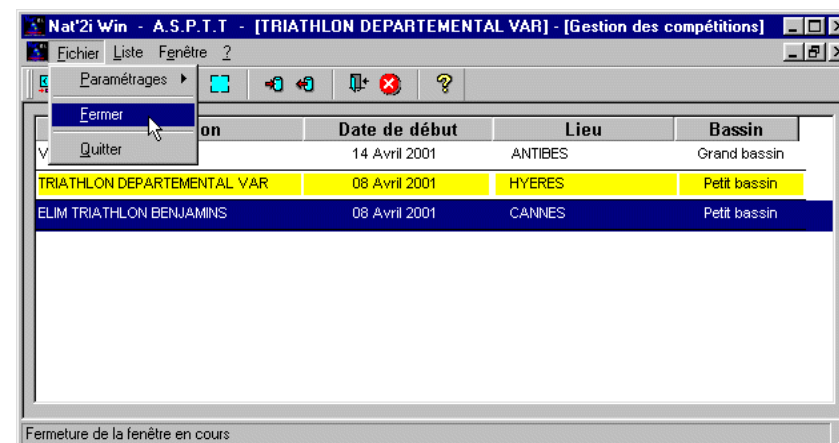 Nat'2i Win - A.S.P.T.T - [TRIATHLON DEPARTEMENTAL VAR] - [Gestion des compétitions]
Fichier Liste Fenêtre ?
Paramétrages
Fermer
Quitter
on Date de début Lieu Bassin
V 14 Avril 2001 ANTIBES Grand bassin
TRIATHLON DEPARTEMENTAL VAR 08 Avril 2001 HYERES Petit bassin
ELIM TRIATHLON BENJAMINS 08 Avril 2001 CANNES Petit bassin
Fermeture de la fenêtre en cours